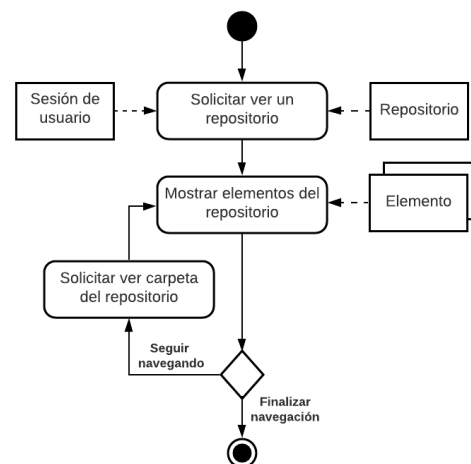 Solicitar ver un
repositorio
Sesión de
usuario
Repositorio
Mostrar elementos del
repositorio
Elemento
Solicitar ver carpeta
del repositorio
Seguir
navegando
Finalizar
navegación